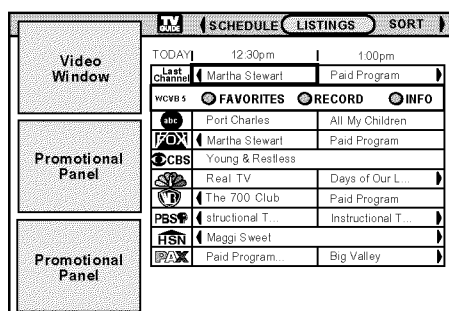 TV GUIDE SCHEDULE LISTINGS SORT
Video Window
TODAY 12:30pm 1:00pm
Last Channel Martha Stewart Paid Program
WCVB 5 FAVORITES RECORD INFO
abc Port Charles All My Children
FOX Martha Stewart Paid Program
Promotional Panel
CBS Young & Restless
Real TV Days of Our L...
WB The 700 Club Paid Program
PBS structional T... Instructional T...
HSN Maggi Sweet
Promotional Panel
PAX Paid Program... Big Valley